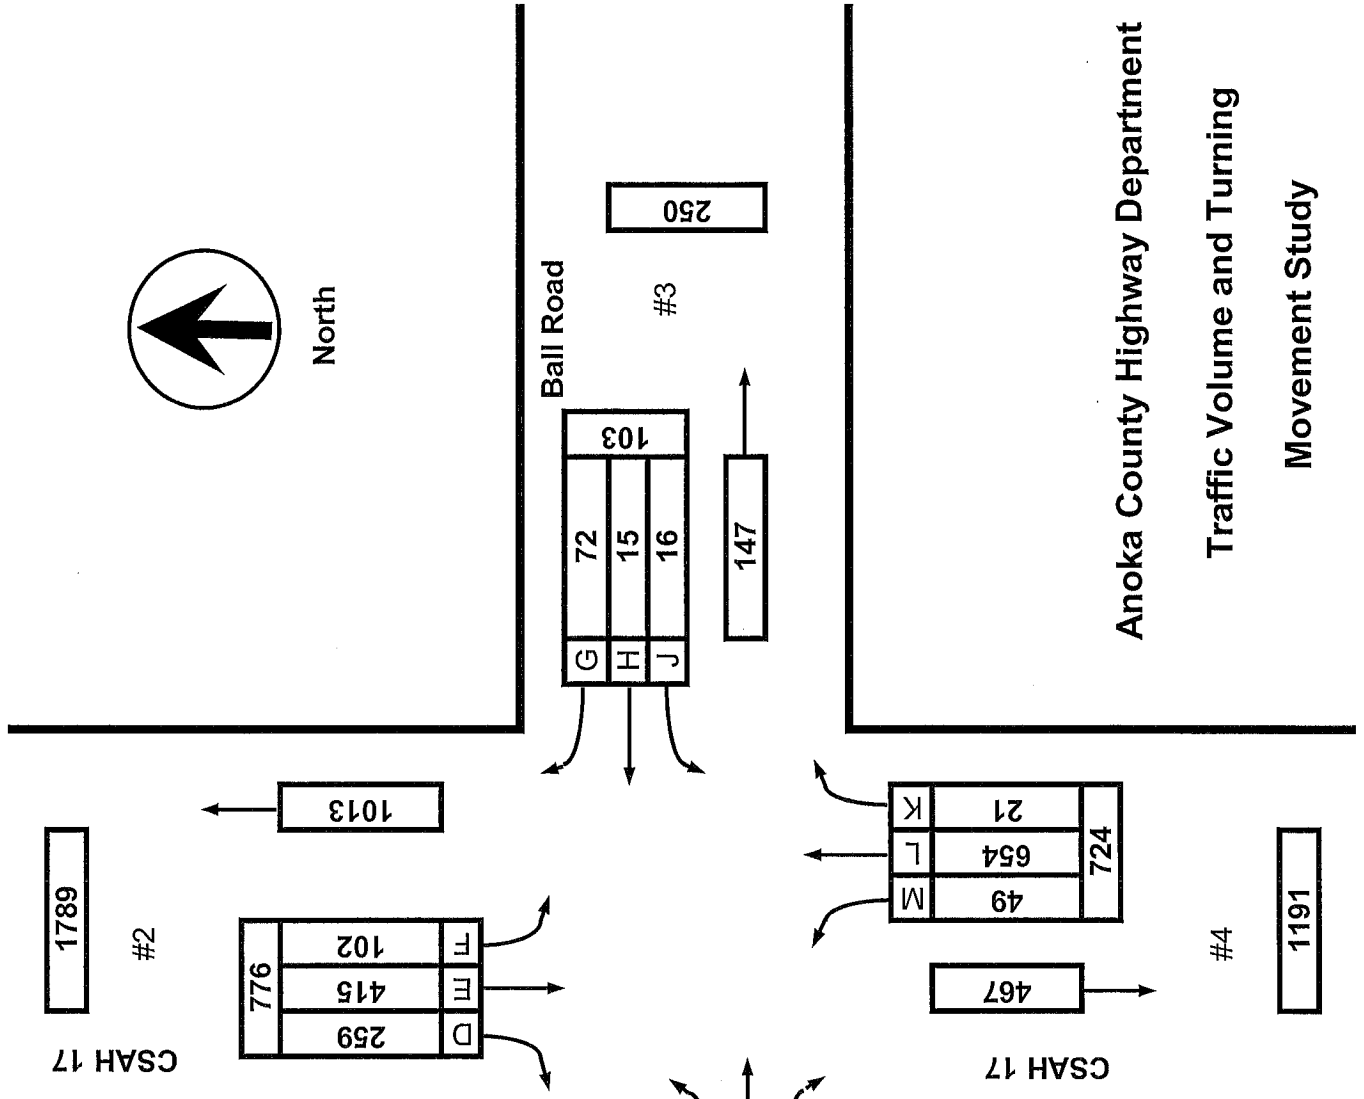 North
CSAH 17
#2
1789
776
259
415
102
D
E
F
1013
Ball Road
#3
250
103
72
15
16
G
H
J
147
K
L
M
21
654
49
724
467
#4
1191
CSAH 17
Anoka County Highway Department
Traffic Volume and Turning
Movement Study